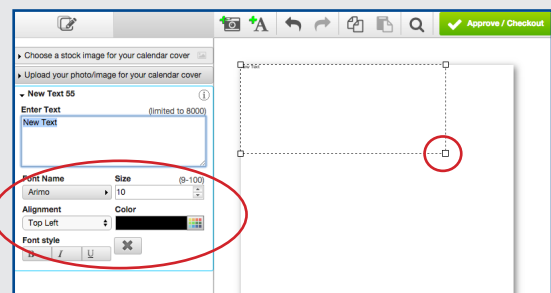 +A
Approve / Checkout
Choose a stock image for your calendar cover
Upload your photo/image for your calendar cover
New Text 55
i
Enter Text (limited to 8000)
New Text
New Text
Font Name Size (9-100)
Arimo 10
Alignment Color
Top Left
Font style
B I U